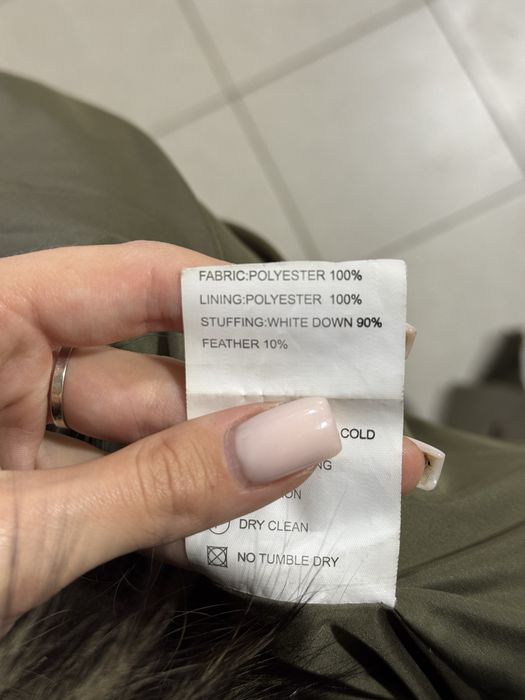 FABRIC:POLYESTER 100%
LINING:POLYESTER 100%
STUFFING:WHITE DOWN 90%
FEATHER 10%
COLD
DRY CLEAN
NO TUMBLE DRY